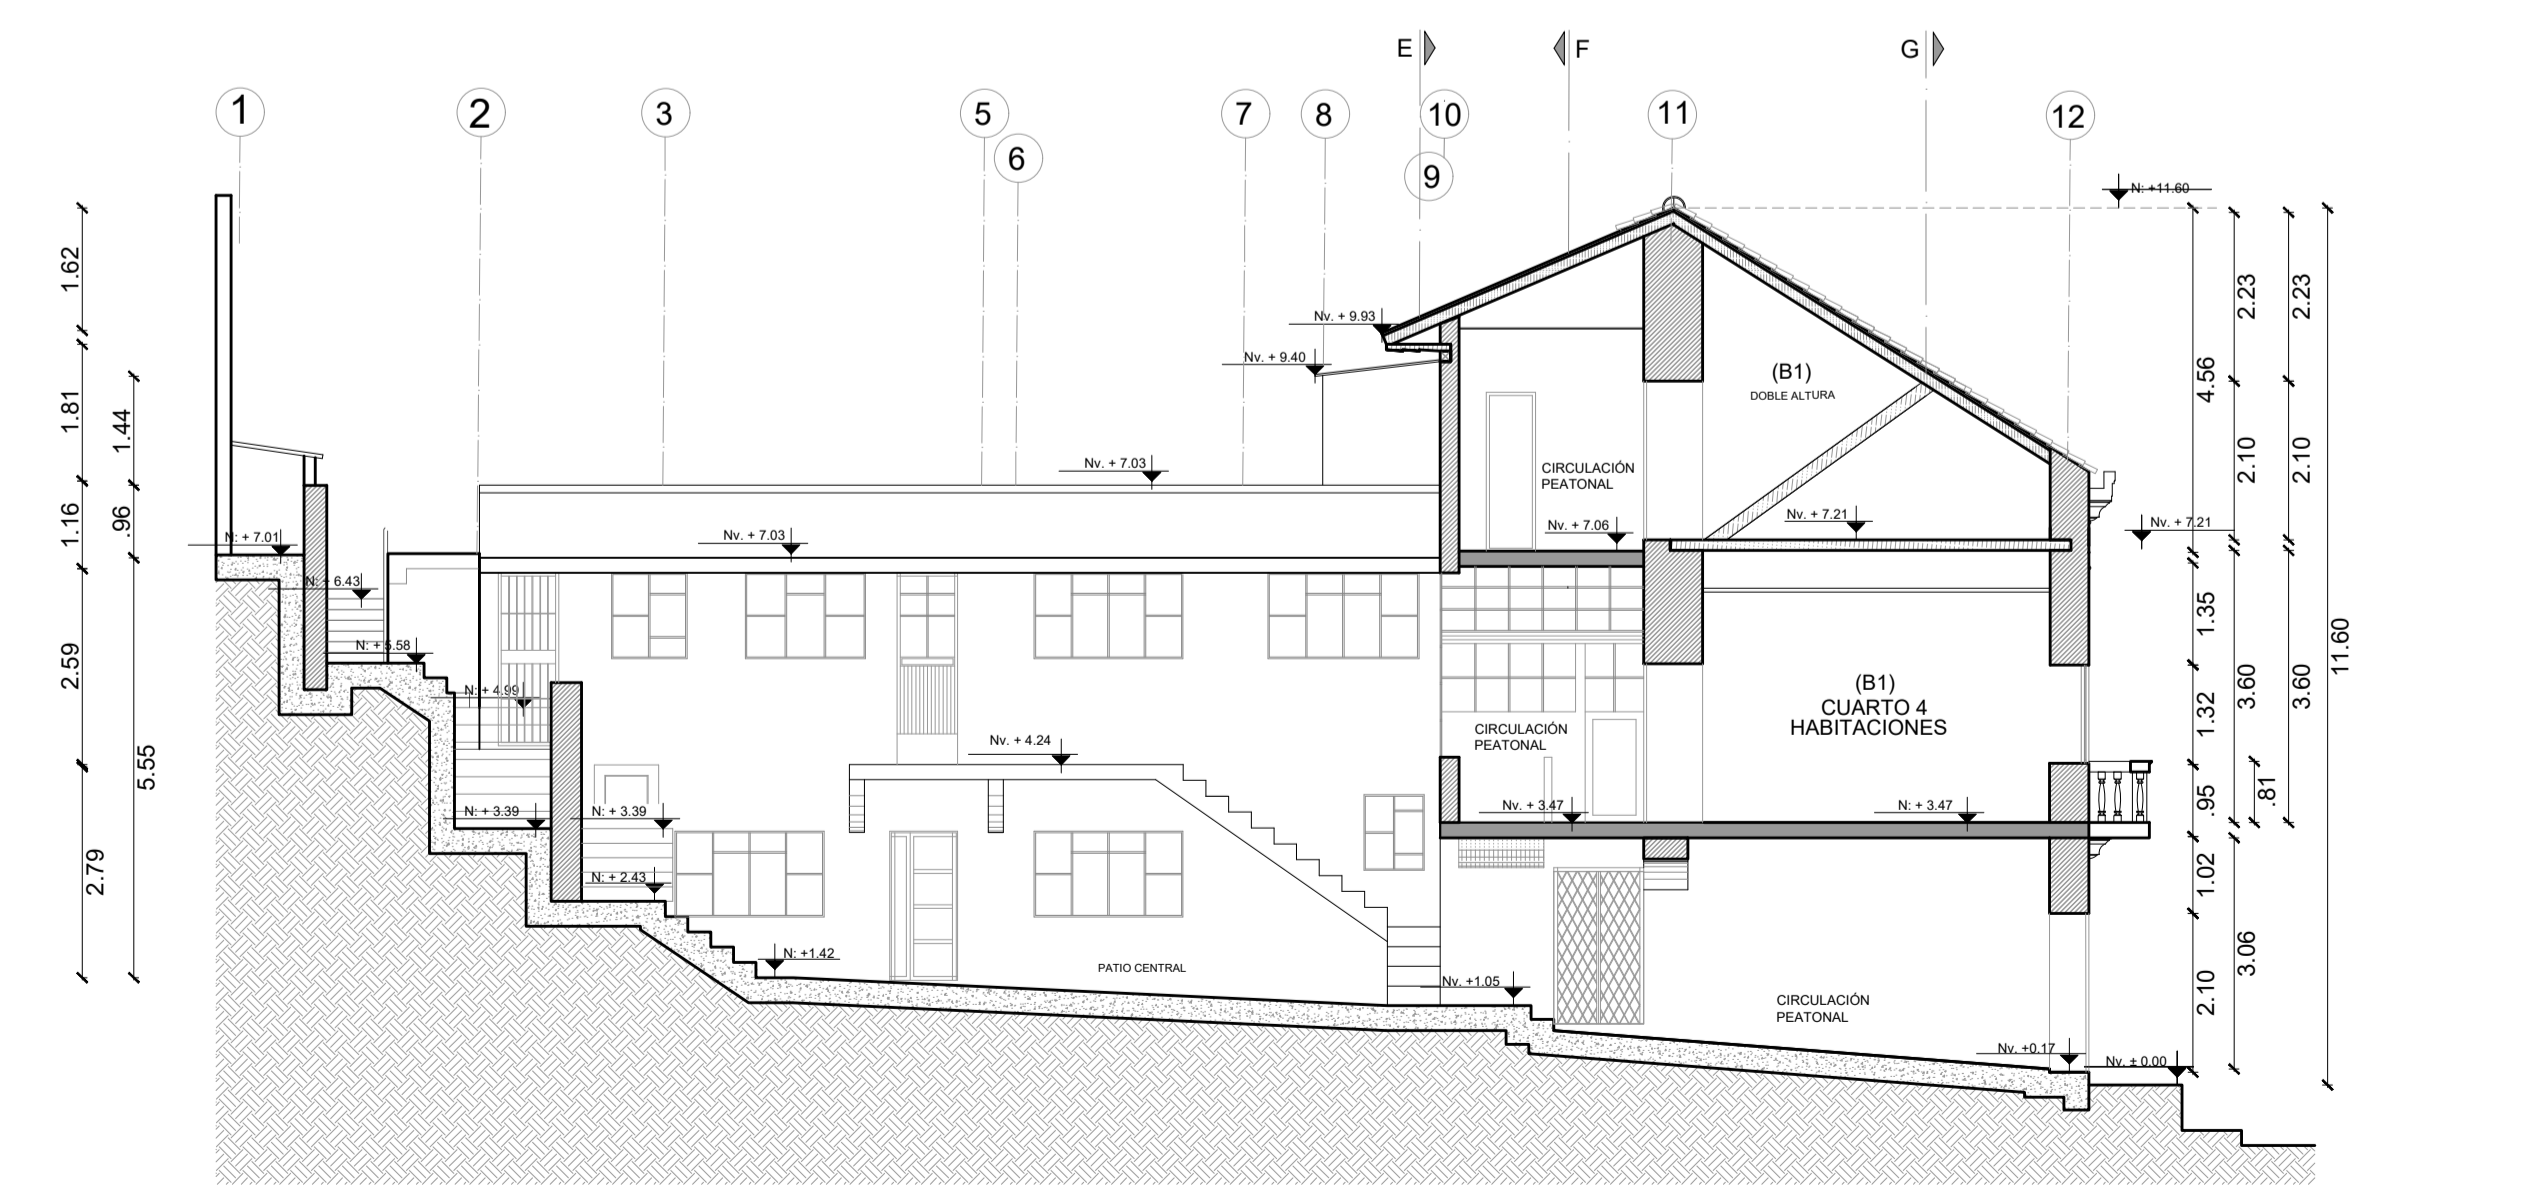 E F G
1 2 3 5 7 8 10 11 12
6 9
N: +11.60
1.62
1.81
1.16
2.59
2.79
1.44
.96
5.55
N: + 7.01
N: + 6.43
N: + 5.58
N: + 4.99
N: + 3.39
N: + 3.39
N: + 2.43
N: +1.42
Nv. + 9.93
Nv. + 9.40
Nv. + 7.03
Nv. + 7.03
Nv. + 4.24
PATIO CENTRAL
(B1)
DOBLE ALTURA
CIRCULACIÓN
PEATONAL
Nv. + 7.06
Nv. + 7.21
Nv. + 7.21
(B1)
CUARTO 4
HABITACIONES
CIRCULACIÓN
PEATONAL
Nv. + 3.47
N: + 3.47
Nv. +1.05
CIRCULACIÓN
PEATONAL
Nv. +0.17
Nv. ± 0.00
4.56
1.35
1.32
.95
1.02
2.10
2.23
2.10
3.60
3.06
.81
2.23
2.10
3.60
11.60